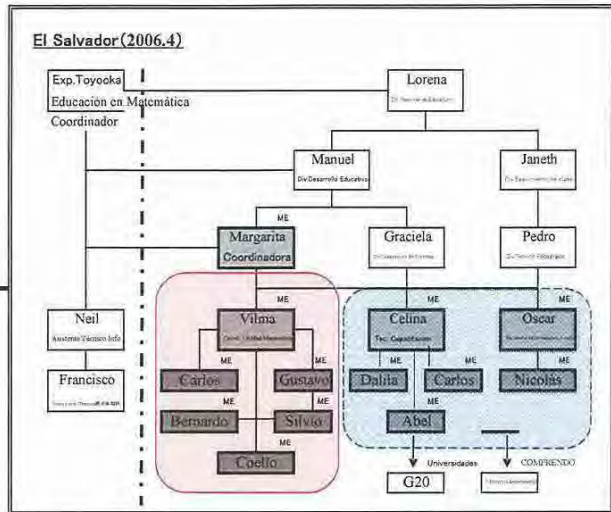 El Salvador(2006.4)
Exp.Toyooka
Educación en Matemática
Coordinador
Lorena
Manuel
Div.Desarrollo Educativo
Janeth
ME
Margarita
Coordinadora
Graciela
Pedro
Neil
Asistente Técnico Info
Francisco
ME
Vilma
ME
Celina
Tec. Capacitación
ME
Oscar
ME
Carlos
ME
Gustavo
ME
Dalila
ME
Carlos
ME
Nicolás
ME
Bernardo
ME
Silvio
ME
Abel
ME
Coello
Universidades
G20
COMPRENDO